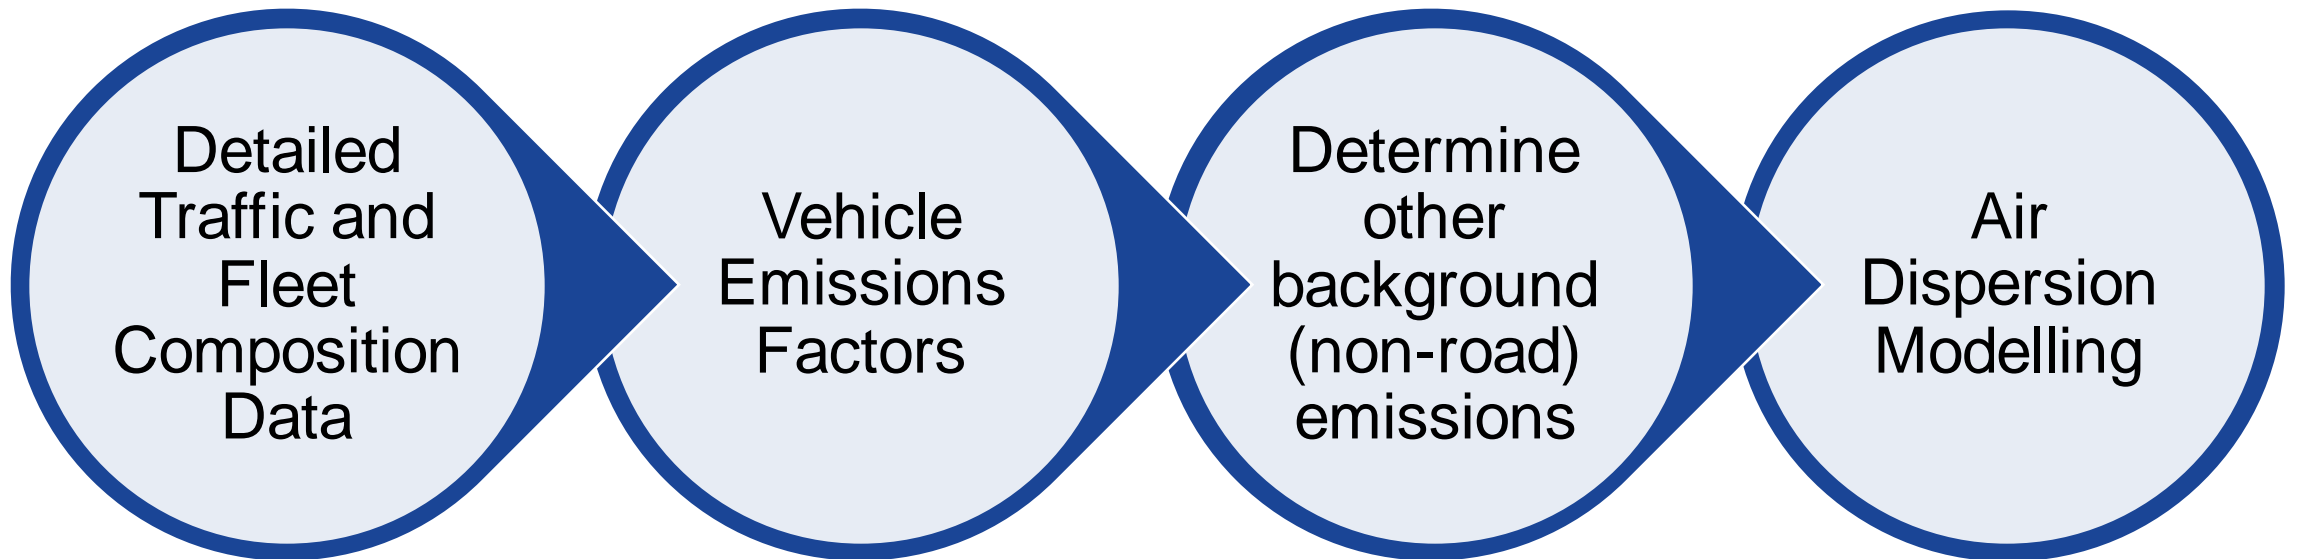 Detailed
Traffic and
Fleet
Composition
Data
Vehicle
Emissions
Factors
Determine
other
background
(non-road)
emissions
Air
Dispersion
Modelling